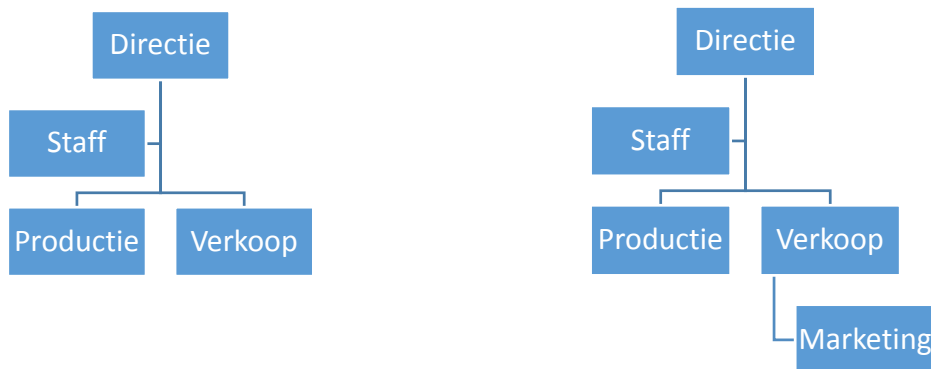 Directie
Staff
Productie
Verkoop
Directie
Staff
Productie
Verkoop
Marketing